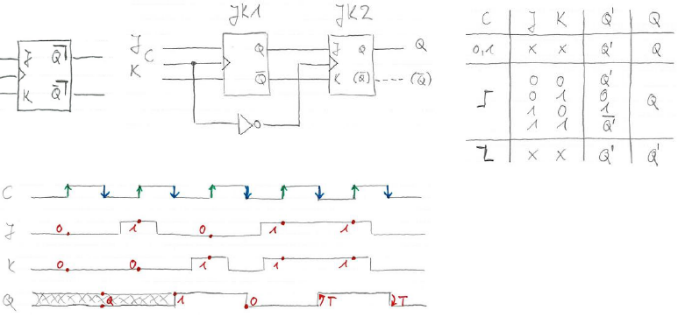 JK1
JK2
J
C
K
Q
Q̅
J Q
K (Q̅)
Q
(Q̅)
J Q̅'̅
K Q̅'̅
C J K Q' Q
0,1 x x Q' Q
0 0 Q'
0 1 0
1 0 1
1 1 Q̅'
Q
x x Q' Q'
C
J 0 1 0 1 1
K 0 0 1 1 1
Q Q 1 0 T T